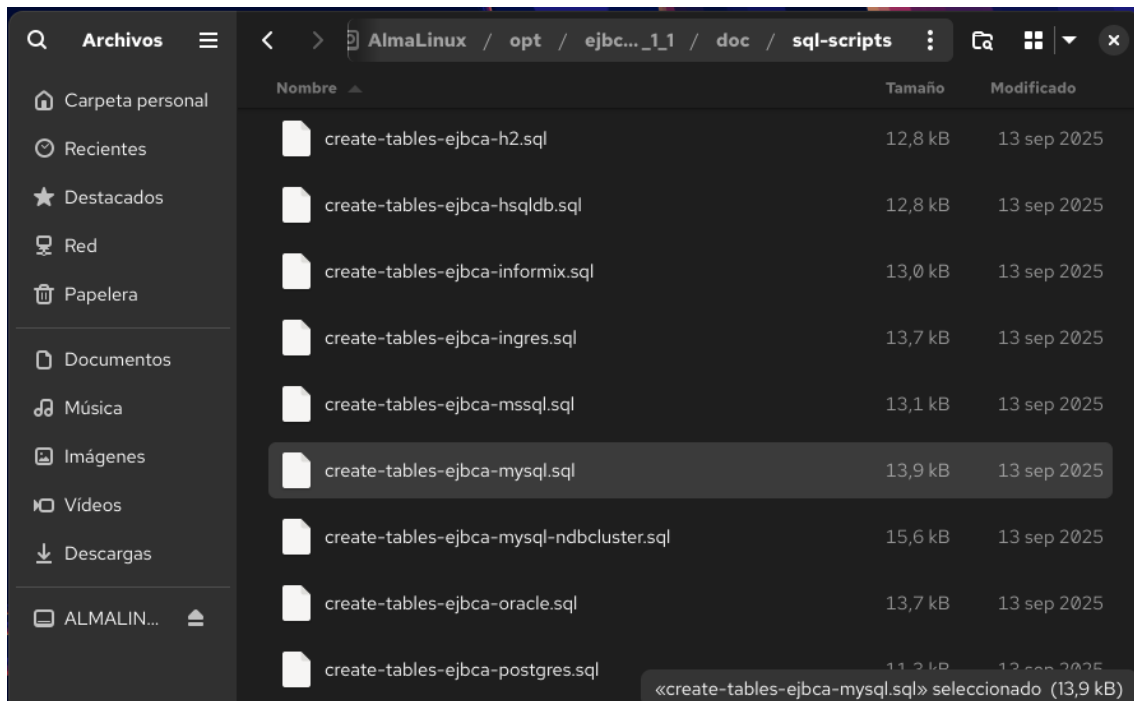 Archivos
AlmaLinux / opt / ejbc..._1_1 / doc / sql-scripts
Carpeta personal
Recientes
Destacados
Red
Papelera
Documentos
Música
Imágenes
Vídeos
Descargas
ALMALIN...
Nombre Tamaño Modificado
create-tables-ejbca-h2.sql 12,8 kB 13 sep 2025
create-tables-ejbca-hsqldb.sql 12,8 kB 13 sep 2025
create-tables-ejbca-informix.sql 13,0 kB 13 sep 2025
create-tables-ejbca-ingres.sql 13,7 kB 13 sep 2025
create-tables-ejbca-mssql.sql 13,1 kB 13 sep 2025
create-tables-ejbca-mysql.sql 13,9 kB 13 sep 2025
create-tables-ejbca-mysql-ndbcluster.sql 15,6 kB 13 sep 2025
create-tables-ejbca-oracle.sql 13,7 kB 13 sep 2025
create-tables-ejbca-postgres.sql 11,3 kB 13 sep 2025
«create-tables-ejbca-mysql.sql» seleccionado (13,9 kB)